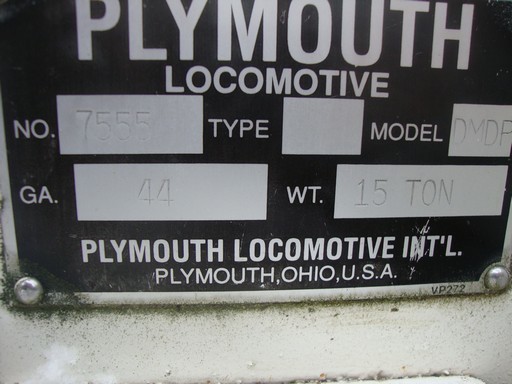 PLYMOUTH
LOCOMOTIVE
NO. 7555 TYPE MODEL DMDP
GA. 44 WT. 15 TON
PLYMOUTH LOCOMOTIVE INT'L.
PLYMOUTH, OHIO, U.S.A.
VP272